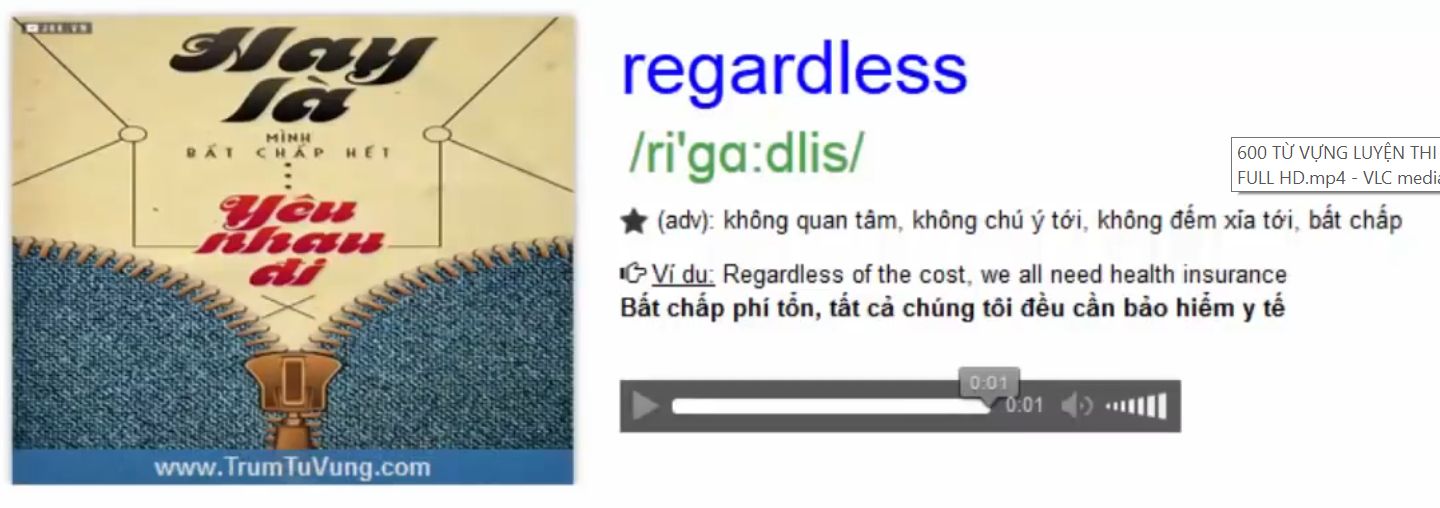 Hay
là
MÌNH
BẤT CHẤP HẾT
Yêu
nhau
đi
www.TrumTuVung.com
regardless
/ri'gɑ:dlis/
(adv): không quan tâm, không chú ý tới, không đếm xỉa tới, bất chấp
Ví dụ: Regardless of the cost, we all need health insurance
Bất chấp phí tổn, tất cả chúng tôi đều cần bảo hiểm y tế
0:01
0:01
600 TỪ VỰNG LUYỆN THI
FULL HD.mp4 - VLC media